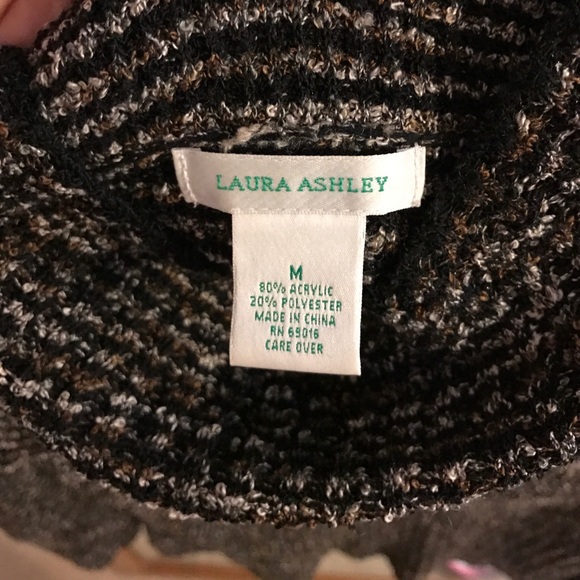 LAURA ASHLEY
M
80% ACRYLIC
20% POLYESTER
MADE IN CHINA
RN 69016
CARE OVER